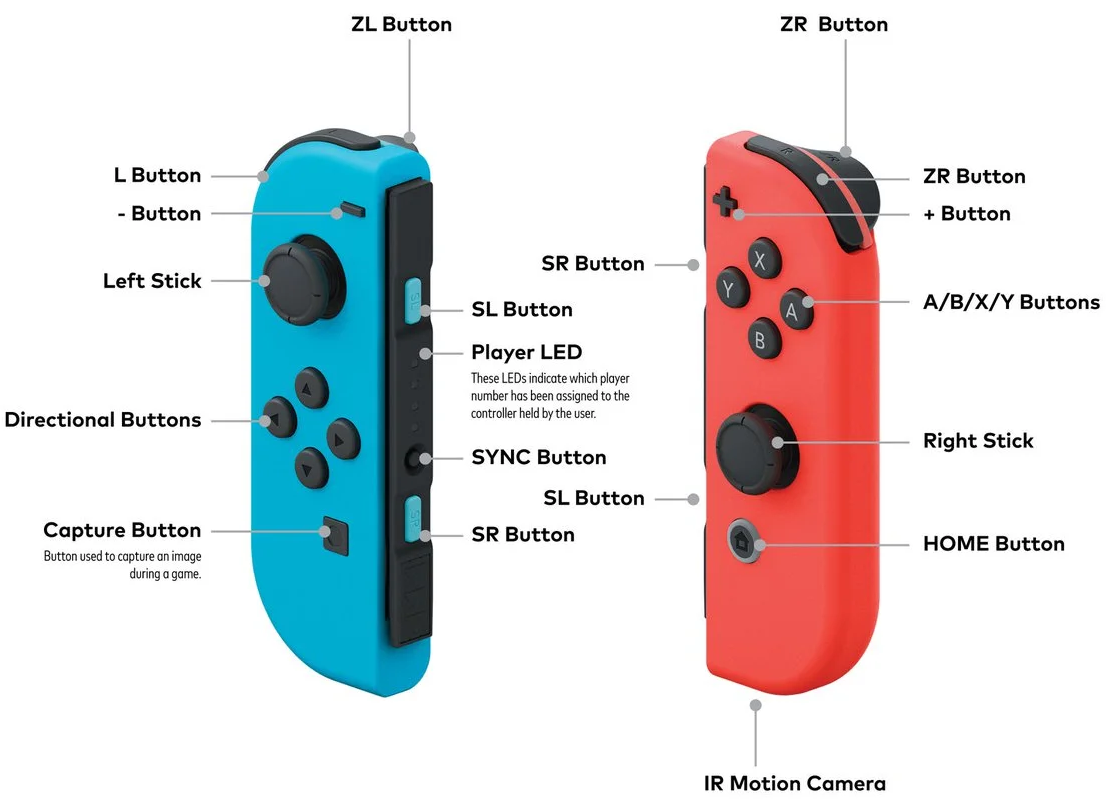 ZL Button
ZR Button
L Button
- Button
Left Stick
Directional Buttons
Capture Button
Button used to capture an image
during a game.
SL
SL Button
Player LED
These LEDs indicate which player
number has been assigned to the
controller held by the user.
SYNC Button
SR
SR Button
SR Button
SL Button
R
ZR
X
Y
A
B
ZR Button
+ Button
A/B/X/Y Buttons
Right Stick
HOME Button
IR Motion Camera